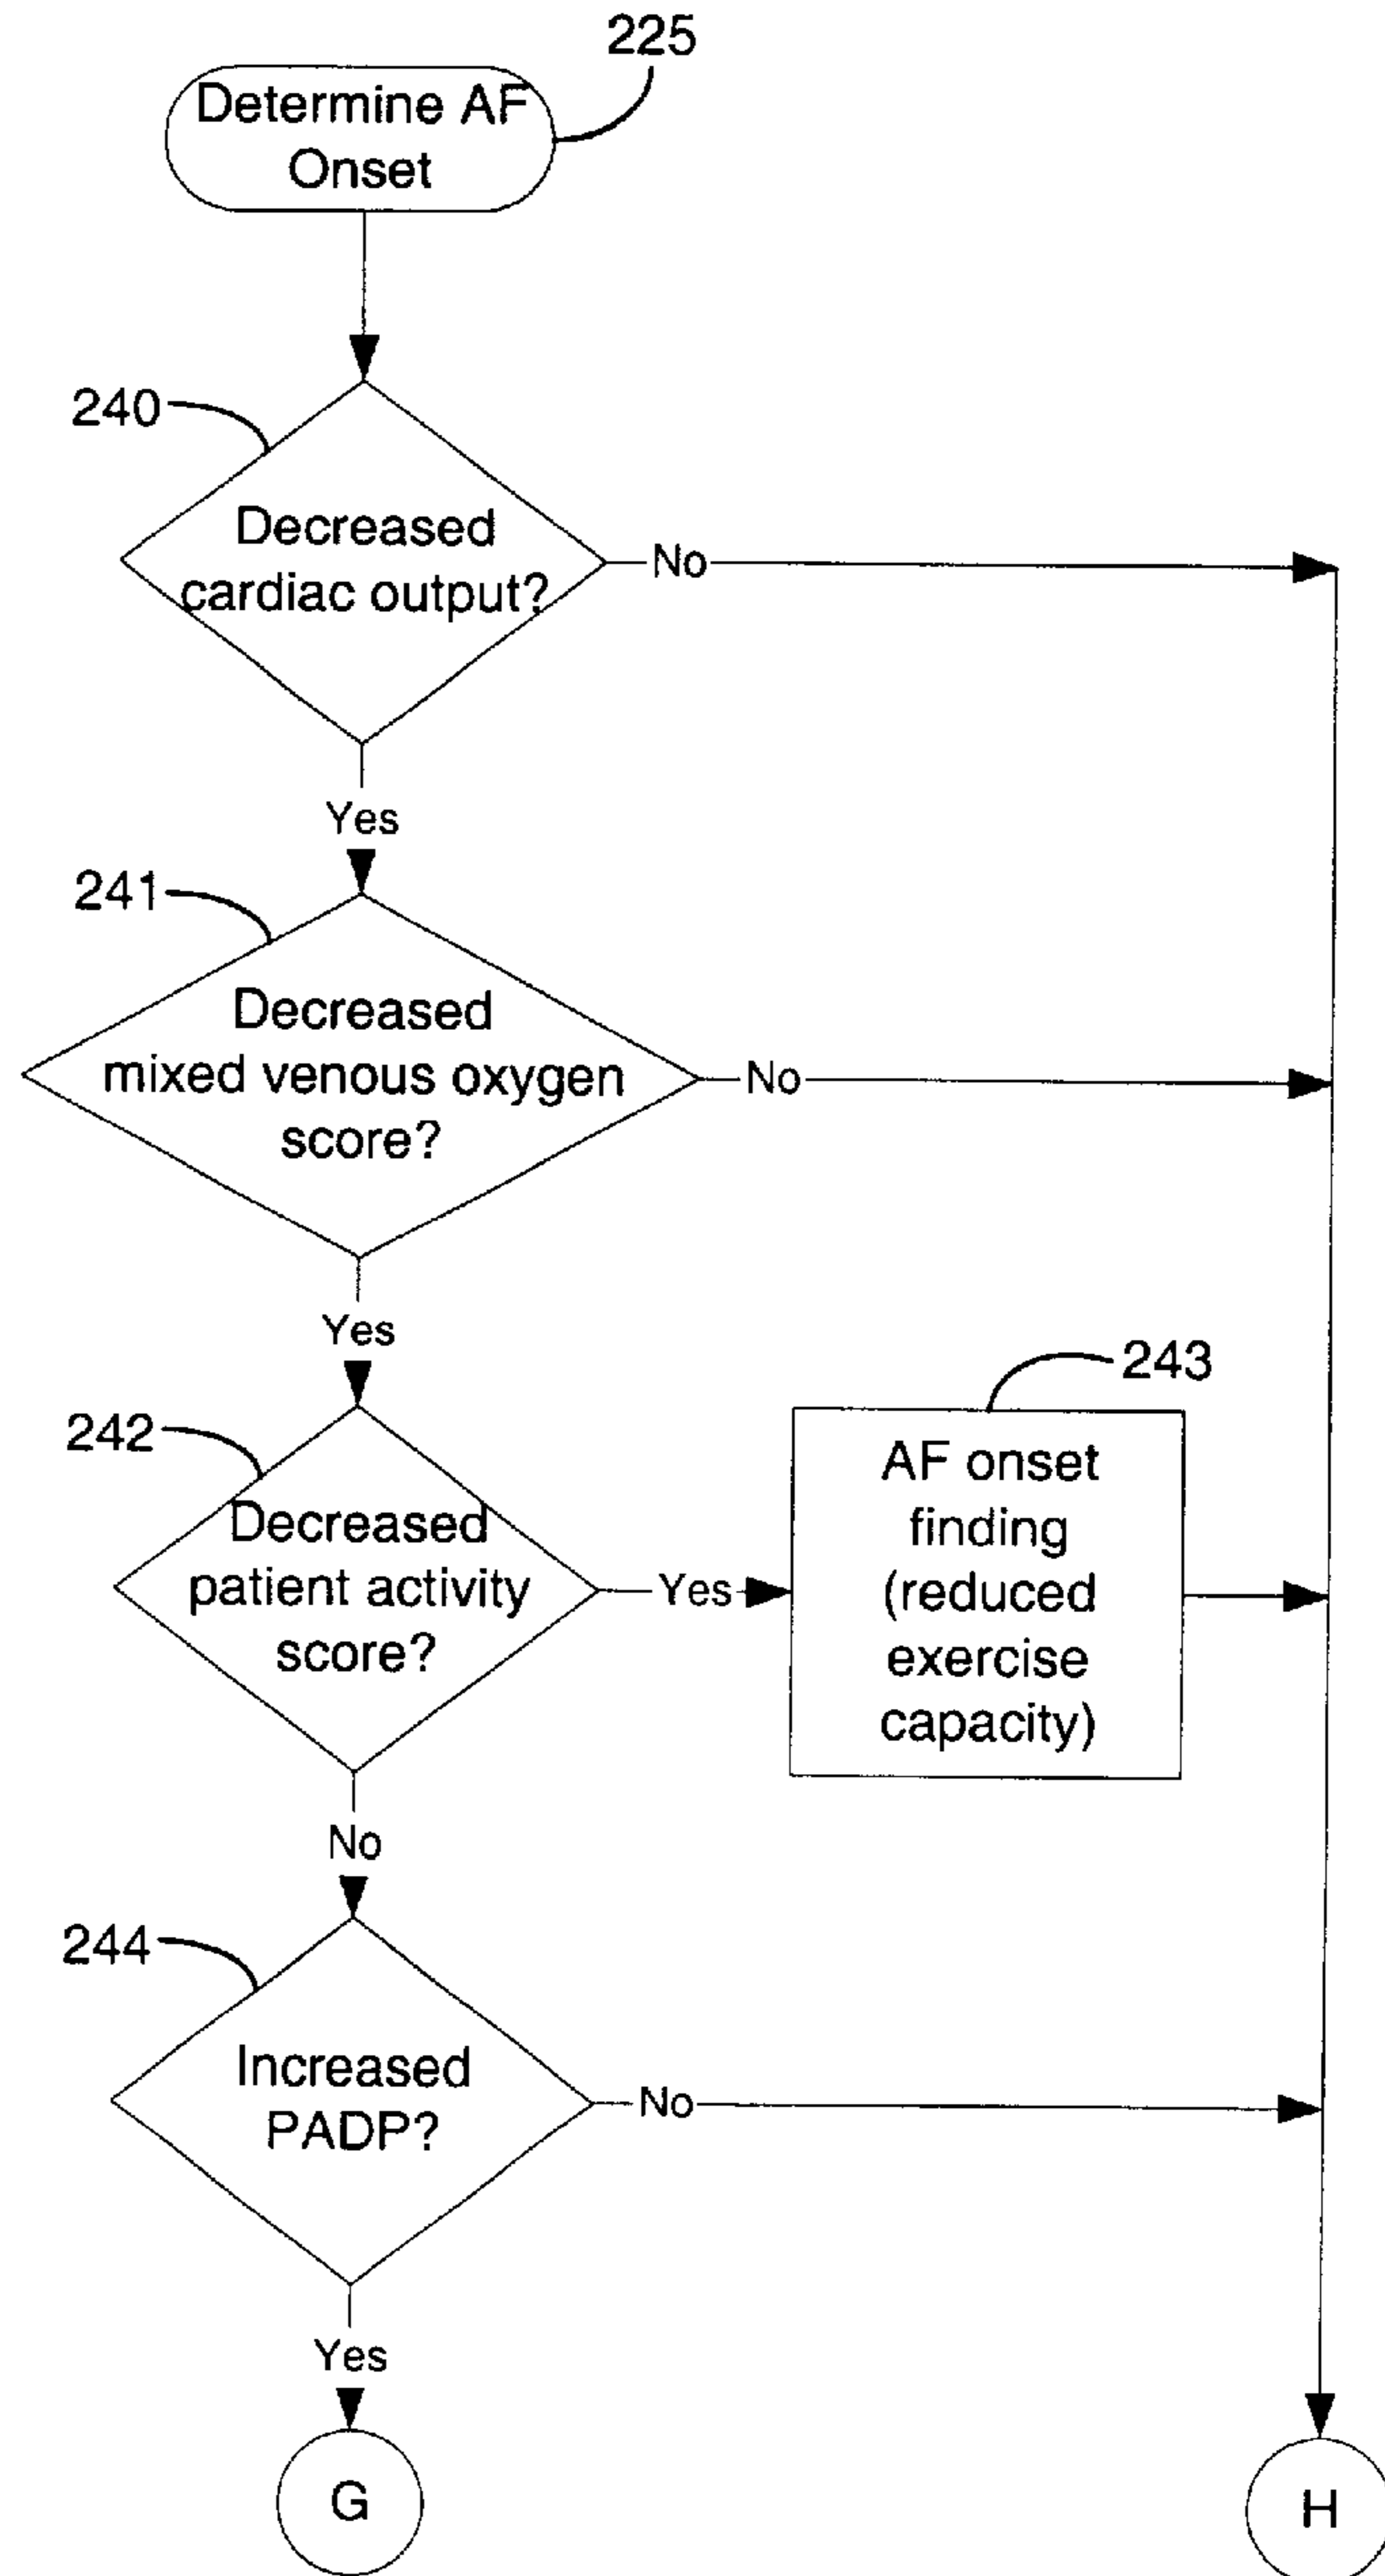 225
Determine AF
Onset
240
Decreased
cardiac output?
No
Yes
241
Decreased
mixed venous oxygen
score?
No
Yes
242
Decreased
patient activity
score?
Yes
243
AF onset
finding
(reduced
exercise
capacity)
No
244
Increased
PADP?
No
Yes
G
H